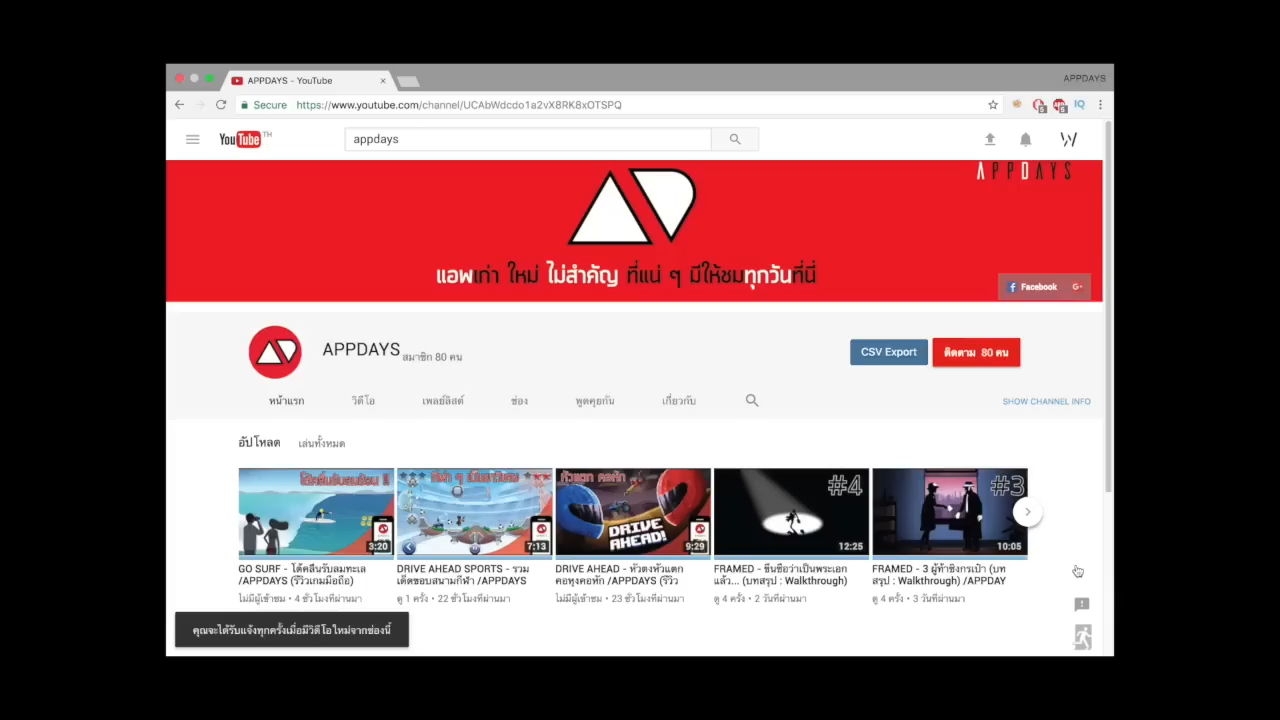 APPDAYS - YouTube
APPDAYS
Secure https://www.youtube.com/channel/UCAbWdcdo1a2vX8RK8xOTSPQ
YouTube TH
appdays
APPDAYS
แอพเก่า ใหม่ ไม่สำคัญ ที่แน่ ๆ มีให้ชมทุกวันที่นี่
Facebook
APPDAYS สมาชิก 80 คน
CSV Export
ติดตาม 80 คน
หน้าแรก วิดีโอ เพลย์ลิสต์ ช่อง พูดคุยกัน เกี่ยวกับ
SHOW CHANNEL INFO
อัปโหลด เล่นทั้งหมด
3:20
7:13
หัวแตก คอหัก
DRIVE AHEAD!
9:29
#4
12:25
#3
10:05
GO SURF - โต้คลื่นรับลมทะเล
/APPDAYS (รีวิวเกมมือถือ)
ไม่มีผู้เข้าชม • 4 ชั่วโมงที่ผ่านมา
DRIVE AHEAD SPORTS - รวม
เด็ดขอบสนามกีฬา /APPDAYS
ดู 1 ครั้ง • 22 ชั่วโมงที่ผ่านมา
DRIVE AHEAD - หัวตงหัวแตก
คอหุงคอหัก /APPDAYS (รีวิว
ไม่มีผู้เข้าชม • 23 ชั่วโมงที่ผ่านมา
FRAMED - ขึ้นชื่อว่าเป็นพระเอก
แล้ว... (บทสรุป : Walkthrough)
ดู 4 ครั้ง • 2 วันที่ผ่านมา
FRAMED - 3 ผู้ท้าชิงกระเป๋า (บท
สรุป : Walkthrough) /APPDAY
ดู 4 ครั้ง • 3 วันที่ผ่านมา
คุณจะได้รับแจ้งทุกครั้งเมื่อมีวิดีโอใหม่จากช่องนี้